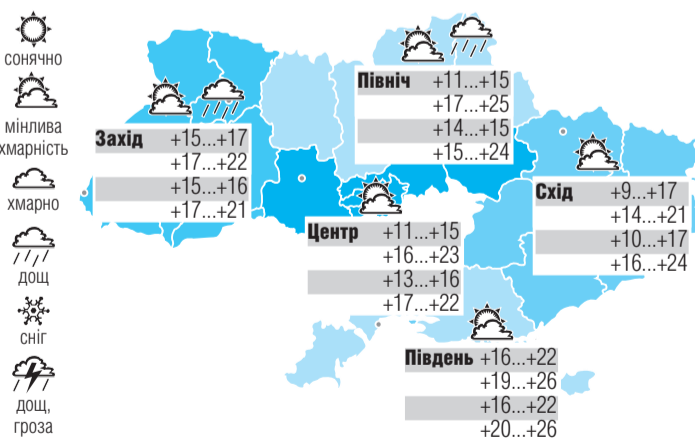 сонячно
мінлива
хмарність
хмарно
дощ
сніг
дощ,
гроза
Північ +11...+15
+17...+25
+14...+15
+15...+24
Захід +15...+17
+17...+22
+15...+16
+17...+21
Схід +9...+17
+14...+21
+10...+17
+16...+24
Центр +11...+15
+16...+23
+13...+16
+17...+22
Південь +16...+22
+19...+26
+16...+22
+20...+26